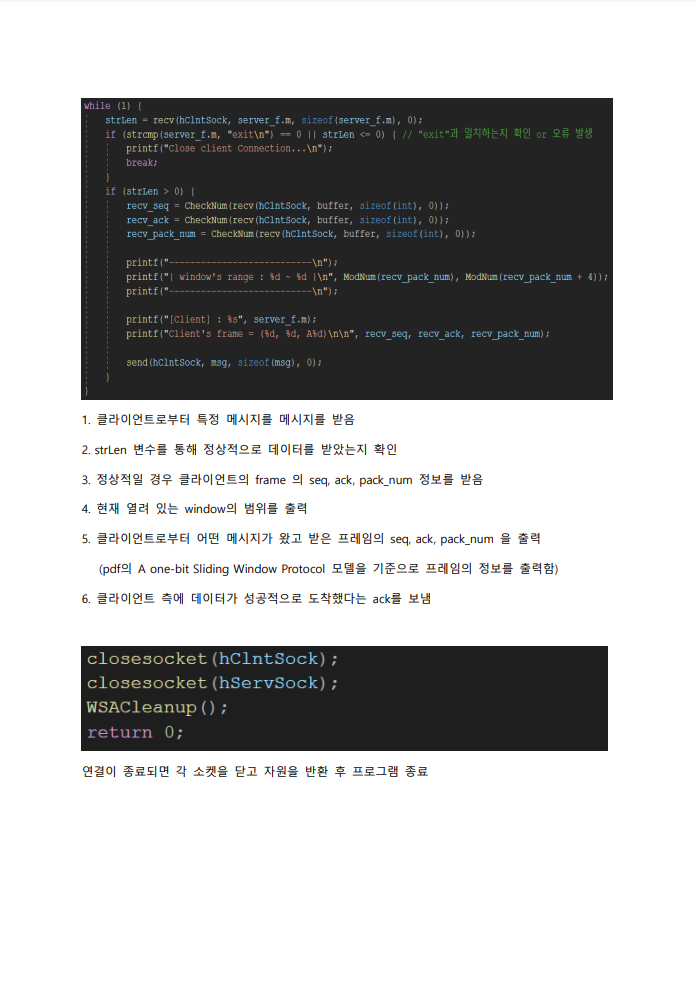 while (1) {
strLen = recv(hClntSock, server_f.m, sizeof(server_f.m), 0);
if (strcmp(server_f.m, "exit\n") == 0 || strLen <= 0) { // "exit"과 일치하는지 확인 or 오류 발생
printf("Close client Connection...\n");
break;
}
if (strLen > 0) {
recv_seq = CheckNum(recv(hClntSock, buffer, sizeof(int), 0));
recv_ack = CheckNum(recv(hClntSock, buffer, sizeof(int), 0));
recv_pack_num = CheckNum(recv(hClntSock, buffer, sizeof(int), 0));
printf("---------------------------\n");
printf("| window's range : %d ~ %d |\n", ModNum(recv_pack_num), ModNum(recv_pack_num + 4));
printf("---------------------------\n");
printf("[Client] : %s", server_f.m);
printf("Client's frame = (%d, %d, A%d)\n\n", recv_seq, recv_ack, recv_pack_num);
send(hClntSock, msg, sizeof(msg), 0);
}
}
1. 클라이언트로부터 특정 메시지를 메시지를 받음
2. strLen 변수를 통해 정상적으로 데이터를 받았는지 확인
3. 정상적일 경우 클라이언트의 frame 의 seq, ack, pack_num 정보를 받음
4. 현재 열려 있는 window의 범위를 출력
5. 클라이언트로부터 어떤 메시지가 왔고 받은 프레임의 seq, ack, pack_num 을 출력
(pdf의 A one-bit Sliding Window Protocol 모델을 기준으로 프레임의 정보를 출력함)
6. 클라이언트 측에 데이터가 성공적으로 도착했다는 ack를 보냄
closesocket(hClntSock);
closesocket(hServSock);
WSACleanup();
return 0;
연결이 종료되면 각 소켓을 닫고 자원을 반환 후 프로그램 종료